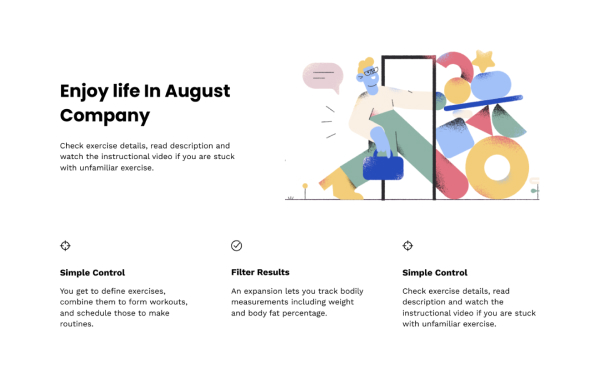 Enjoy life In August
Company
Check exercise details, read description and
watch the instructional video if you are stuck
with unfamiliar exercise.
Simple Control
You get to define exercises,
combine them to form workouts,
and schedule those to make
routines.
Filter Results
An expansion lets you track bodily
measurements including weight
and body fat percentage.
Simple Control
Check exercise details, read
description and watch the
instructional video if you are stuck
with unfamiliar exercise.